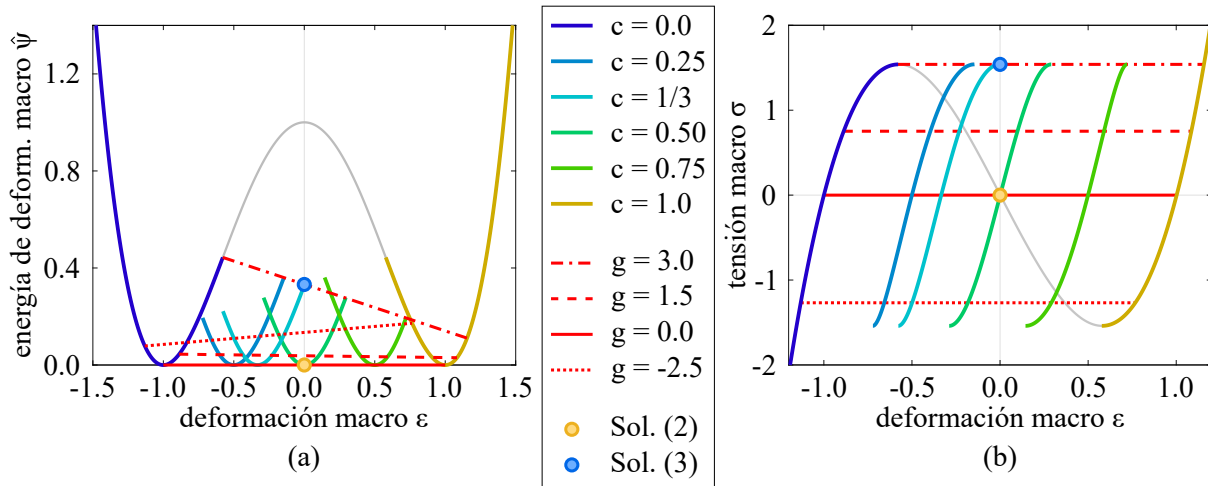 energía de deform. macro ψ̂
1.2
0.8
0.4
0.0
-1.5 -1.0 -0.5 0.0 0.5 1.0 1.5
deformación macro ε
(a)
c = 0.0
c = 0.25
c = 1/3
c = 0.50
c = 0.75
c = 1.0
g = 3.0
g = 1.5
g = 0.0
g = -2.5
Sol. (2)
Sol. (3)
tensión macro σ
2
1
0
-1
-2
-1.0 -0.5 0.0 0.5 1.0
deformación macro ε
(b)